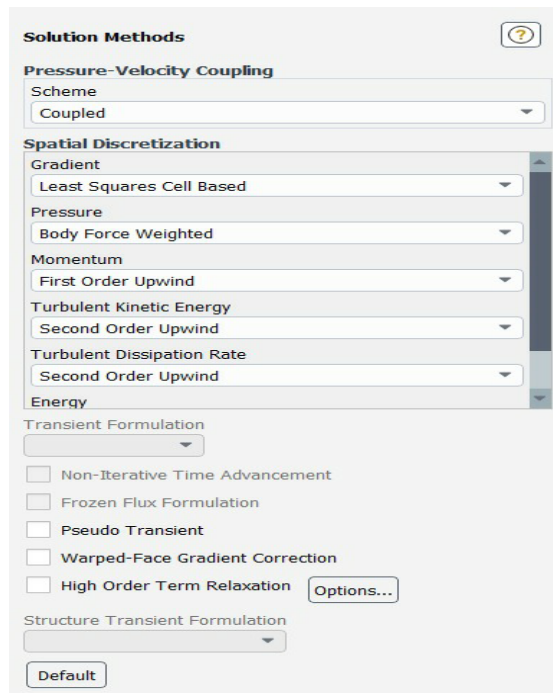 Solution Methods
?
Pressure-Velocity Coupling
Scheme
Coupled
Spatial Discretization
Gradient
Least Squares Cell Based
Pressure
Body Force Weighted
Momentum
First Order Upwind
Turbulent Kinetic Energy
Second Order Upwind
Turbulent Dissipation Rate
Second Order Upwind
Energy
Transient Formulation
Non-Iterative Time Advancement
Frozen Flux Formulation
Pseudo Transient
Warped-Face Gradient Correction
High Order Term Relaxation Options...
Structure Transient Formulation
Default